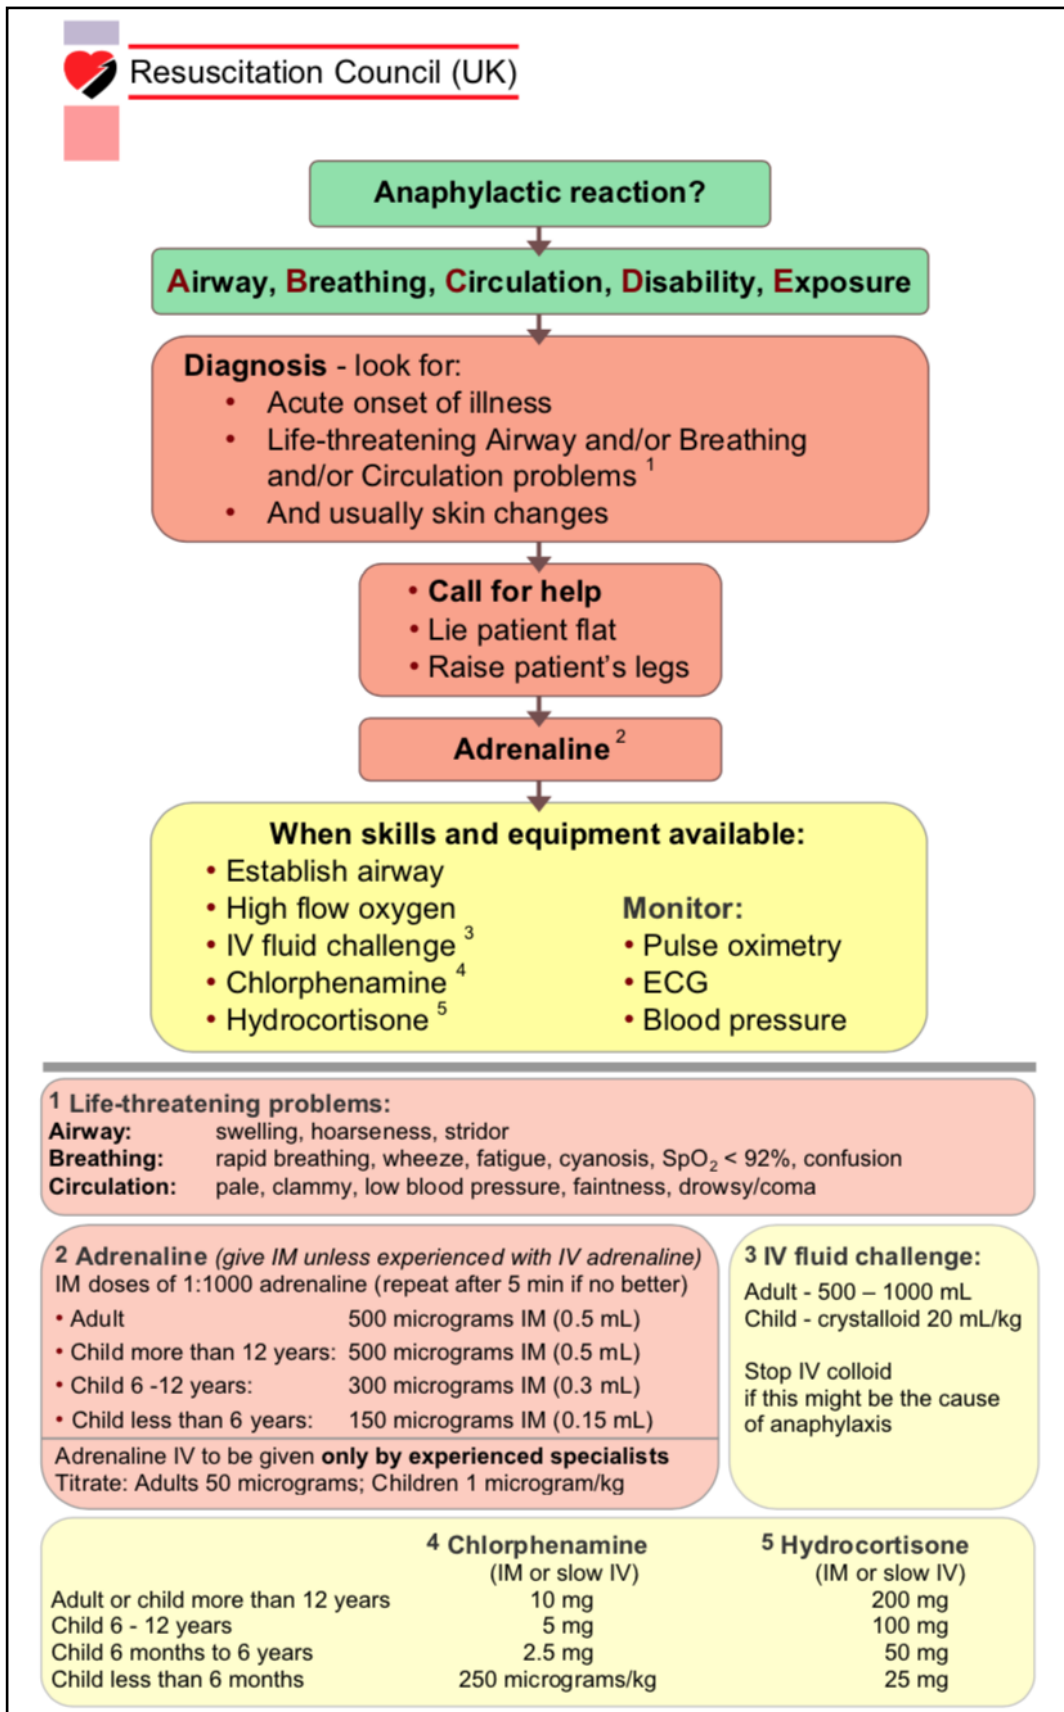 Resuscitation Council (UK)
Anaphylactic reaction?
Airway, Breathing, Circulation, Disability, Exposure
Diagnosis - look for:
• Acute onset of illness
• Life-threatening Airway and/or Breathing
and/or Circulation problems 1
• And usually skin changes
• Call for help
• Lie patient flat
• Raise patient's legs
Adrenaline 2
When skills and equipment available:
• Establish airway
• High flow oxygen
• IV fluid challenge 3
• Chlorphenamine 4
• Hydrocortisone 5
Monitor:
• Pulse oximetry
• ECG
• Blood pressure
1 Life-threatening problems:
Airway: swelling, hoarseness, stridor
Breathing: rapid breathing, wheeze, fatigue, cyanosis, SpO2 < 92%, confusion
Circulation: pale, clammy, low blood pressure, faintness, drowsy/coma
2 Adrenaline (give IM unless experienced with IV adrenaline)
IM doses of 1:1000 adrenaline (repeat after 5 min if no better)
• Adult 500 micrograms IM (0.5 mL)
• Child more than 12 years: 500 micrograms IM (0.5 mL)
• Child 6 -12 years: 300 micrograms IM (0.3 mL)
• Child less than 6 years: 150 micrograms IM (0.15 mL)
Adrenaline IV to be given only by experienced specialists
Titrate: Adults 50 micrograms; Children 1 microgram/kg
3 IV fluid challenge:
Adult - 500 – 1000 mL
Child - crystalloid 20 mL/kg
Stop IV colloid
if this might be the cause
of anaphylaxis
4 Chlorphenamine 5 Hydrocortisone
(IM or slow IV) (IM or slow IV)
Adult or child more than 12 years 10 mg 200 mg
Child 6 - 12 years 5 mg 100 mg
Child 6 months to 6 years 2.5 mg 50 mg
Child less than 6 months 250 micrograms/kg 25 mg